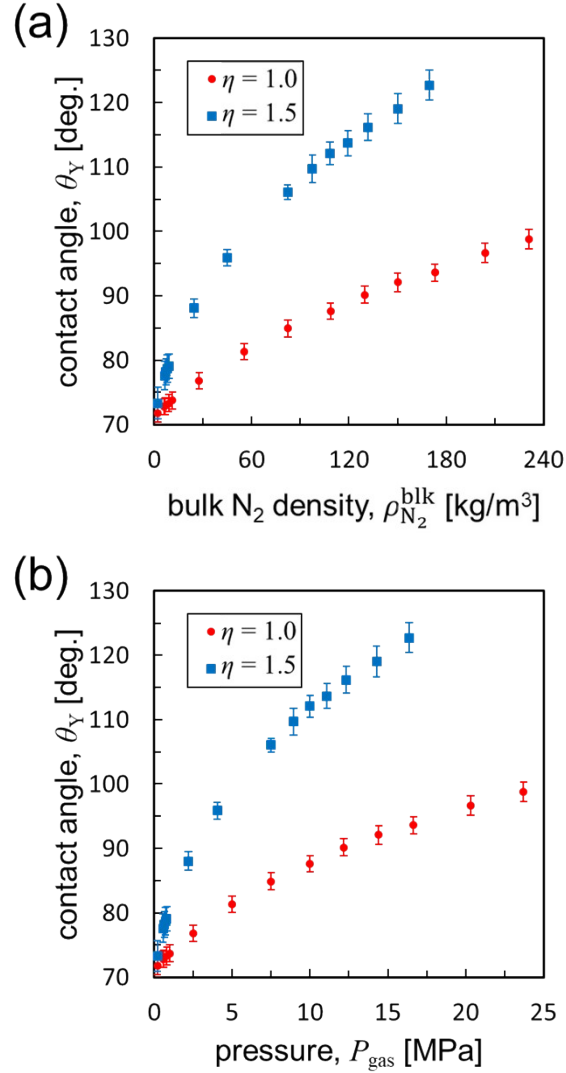 (a)
130
120
110
100
90
80
70
contact angle, θY [deg.]
η = 1.0
η = 1.5
0 60 120 180 240
bulk N2 density, ρN2blk [kg/m3]
(b)
130
120
110
100
90
80
70
contact angle, θY [deg.]
η = 1.0
η = 1.5
0 5 10 15 20 25
pressure, Pgas [MPa]